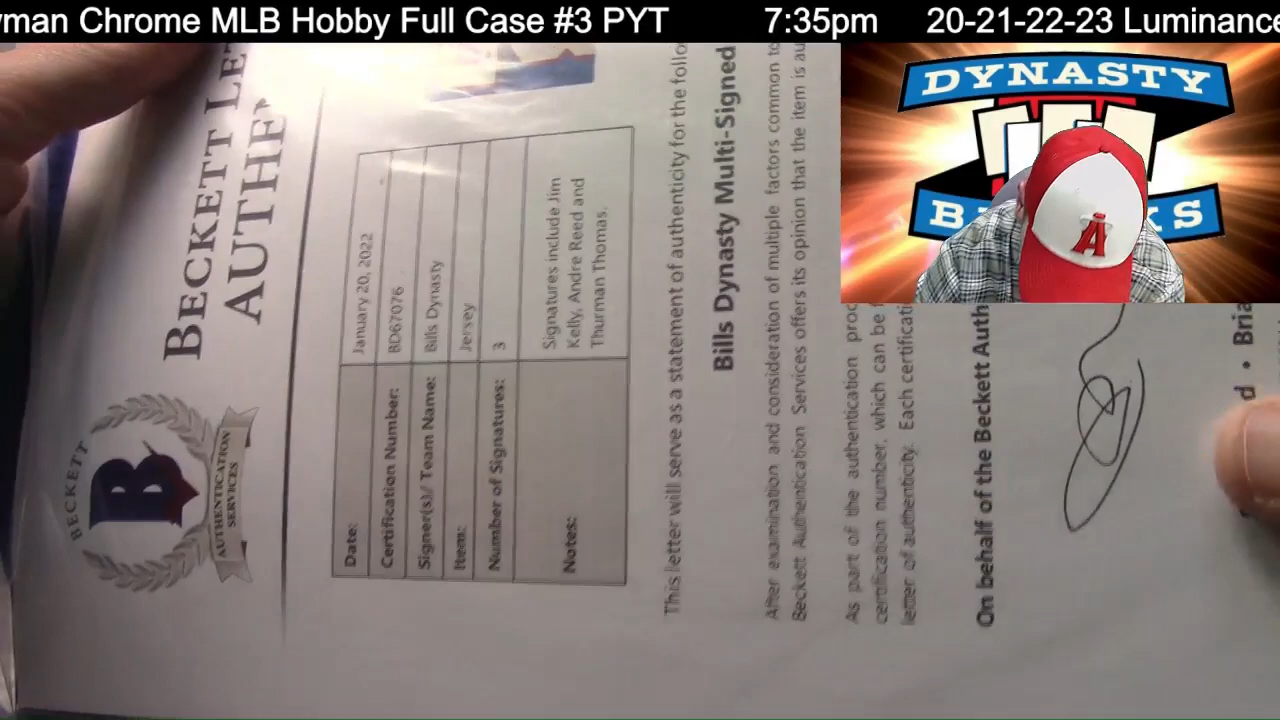 yman Chrome MLB Hobby Full Case #3 PYT 7:35pm 20-21-22-23 Luminance
DYNASTY
BECKETT
B
AUTHENTICATION
SERVICES
BECKETT LE
AUTHEN
Date: January 20, 2022
Certification Number: BD67076
Signer(s)/ Team Name: Bills Dynasty
Item: Jersey
Number of Signatures: 3
Notes: Signatures include Jim
Kelly, Andre Reed and
Thurman Thomas.
This letter will serve as a statement of authenticity for the follo
Bills Dynasty Multi-Signed
After examination and consideration of multiple factors common to
Beckett Authentication Services offers its opinion that the item is au
As part of the authentication proc
certification number, which can be
letter of authenticity. Each certificati
On behalf of the Beckett Auth
d • Bria
A